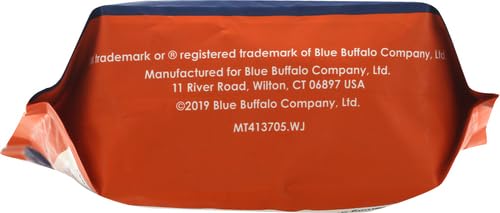 trademark or ® registered trademark of Blue Buffalo Company, Ltd.
Manufactured for Blue Buffalo Company, Ltd.
11 River Road, Wilton, CT 06897 USA
©2019 Blue Buffalo Company, Ltd.
MT413705.WJ